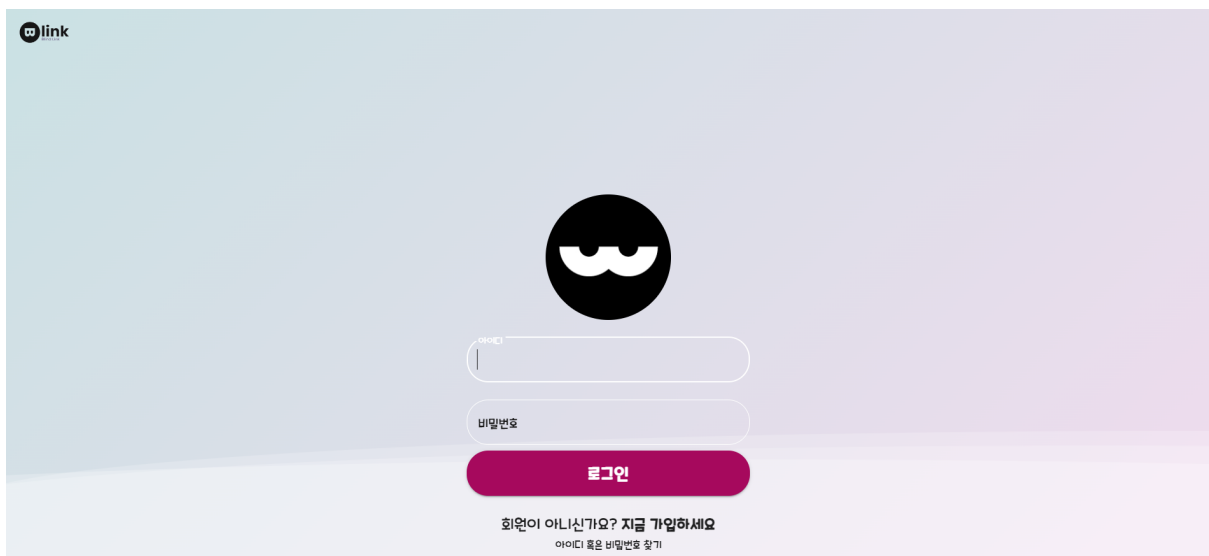 Blink
아이디
비밀번호
로그인
회원이 아니신가요? 지금 가입하세요
아이디 혹은 비밀번호 찾기